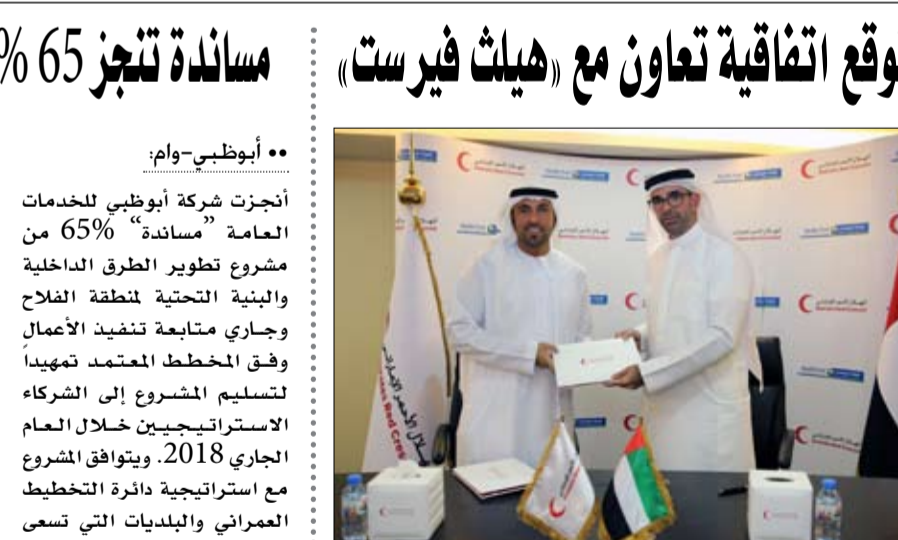 توقع اتفاقية تعاون مع «هيلث فيرست»
مساندة تنجز 65 %
•• أبوظبي-وام:
أنجزت شركة أبوظبي للخدمات
العامة ”مساندة“ 65% من
مشروع تطوير الطرق الداخلية
والبنية التحتية لمنطقة الفلاح
وجاري متابعة تنفيذ الأعمال
وفق المخطط المعتمد تمهيداً
لتسليم المشروع إلى الشركاء
الاستراتيجيين خلال العام
الجاري 2018. ويتوافق المشروع
مع استراتيجية دائرة التخطيط
العمراني والبلديات التي تسعى